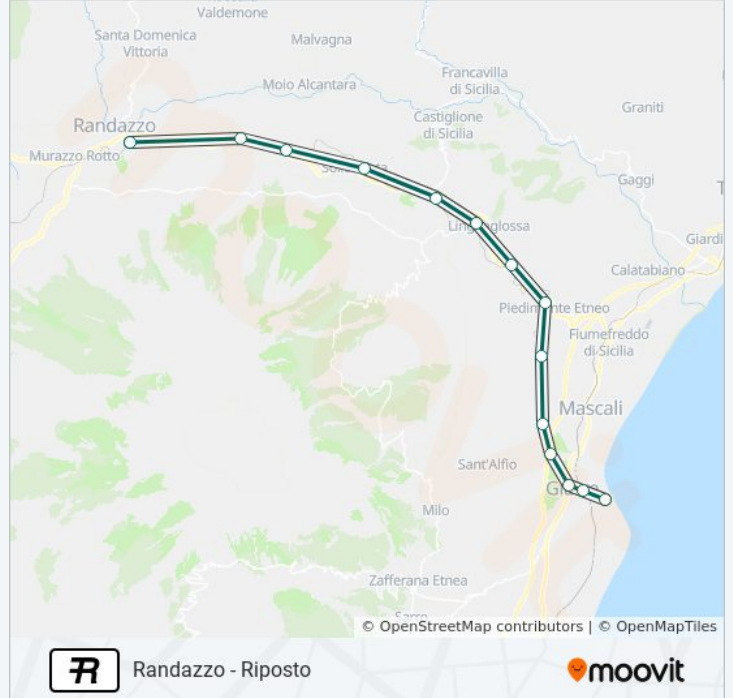 Valdemone
Santa Domenica
Vittoria
Malvagna
Francavilla
di Sicilia
Moio Alcantara
Graniti
Castiglione
di Sicilia
Randazzo
Murazzo Rotto
Gaggi
T
Linguaglossa
Giardi
Calatabiano
Piedimonte Etneo
Fiumefreddo
di Sicilia
Mascali
Sant'Alfio
Giarre
Milo
Zafferana Etnea
© OpenStreetMap contributors | © OpenMapTiles
R Randazzo - Riposto
moovit